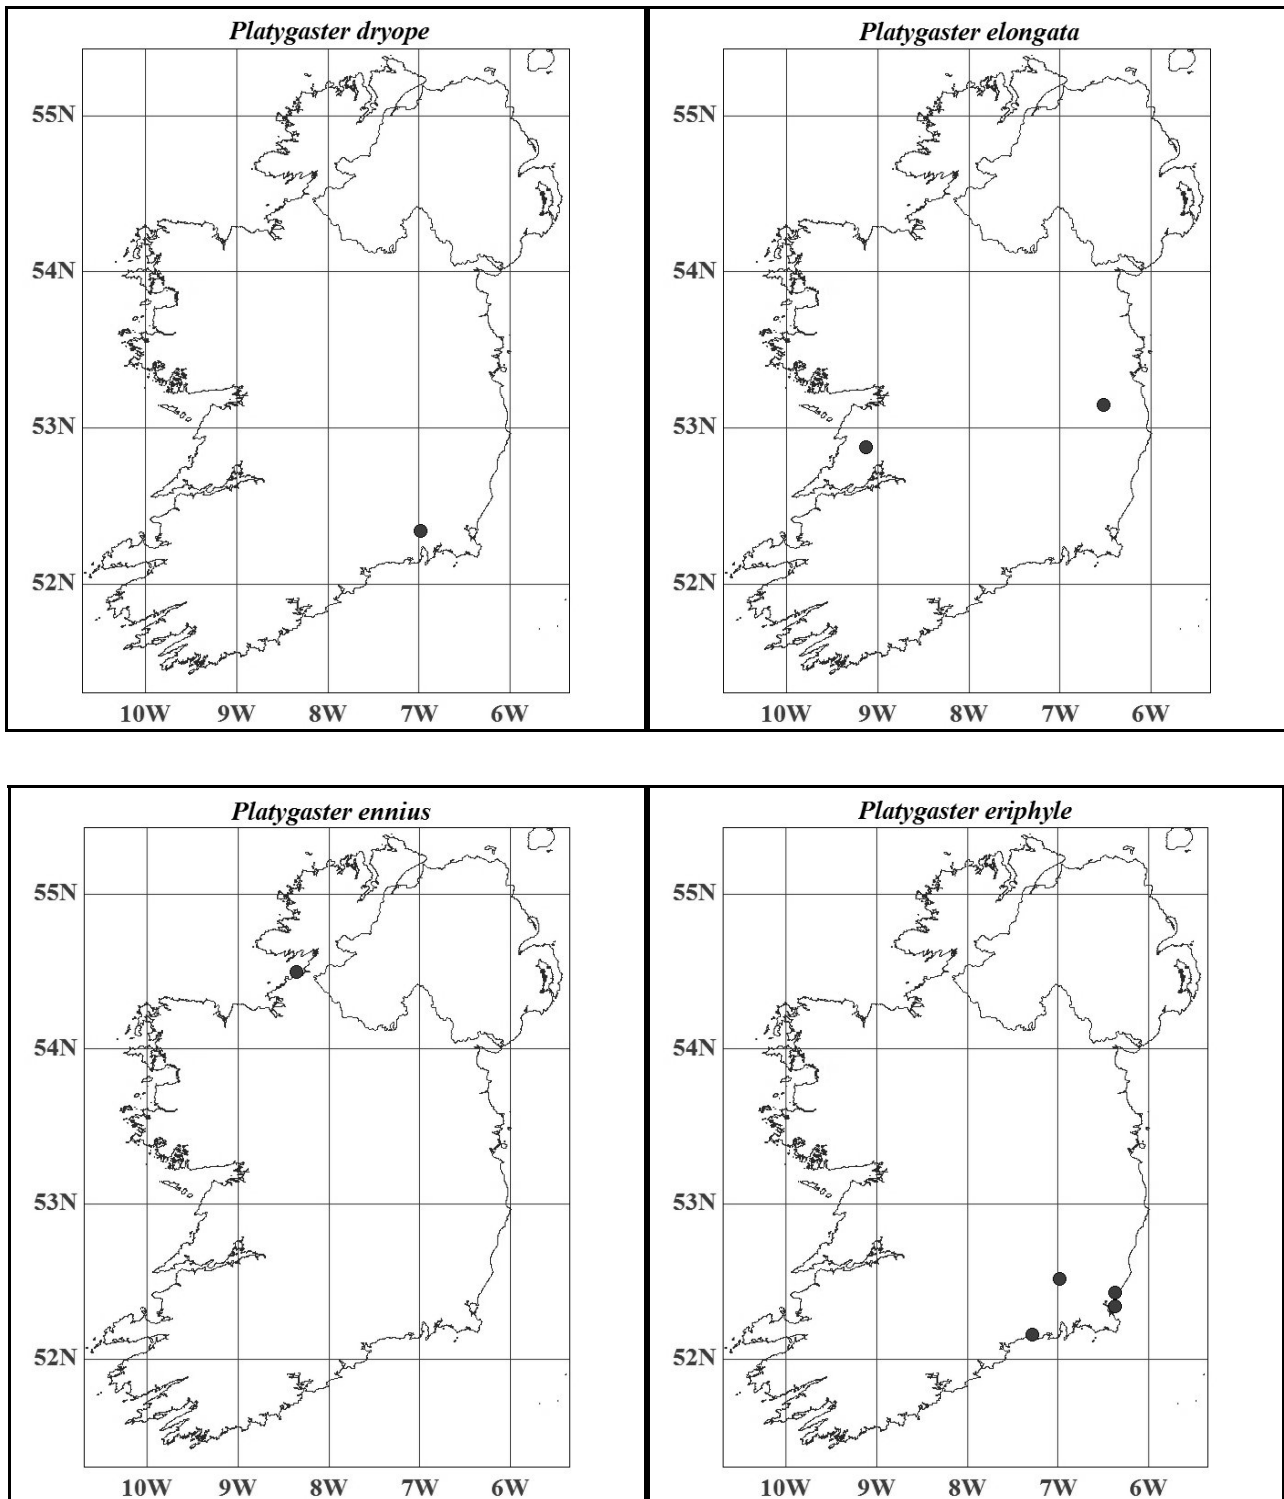 Platygaster dryope
55N
54N
53N
52N
10W 9W 8W 7W 6W
Platygaster elongata
55N
54N
53N
52N
10W 9W 8W 7W 6W
Platygaster ennius
55N
54N
53N
52N
10W 9W 8W 7W 6W
Platygaster eriphyle
55N
54N
53N
52N
10W 9W 8W 7W 6W